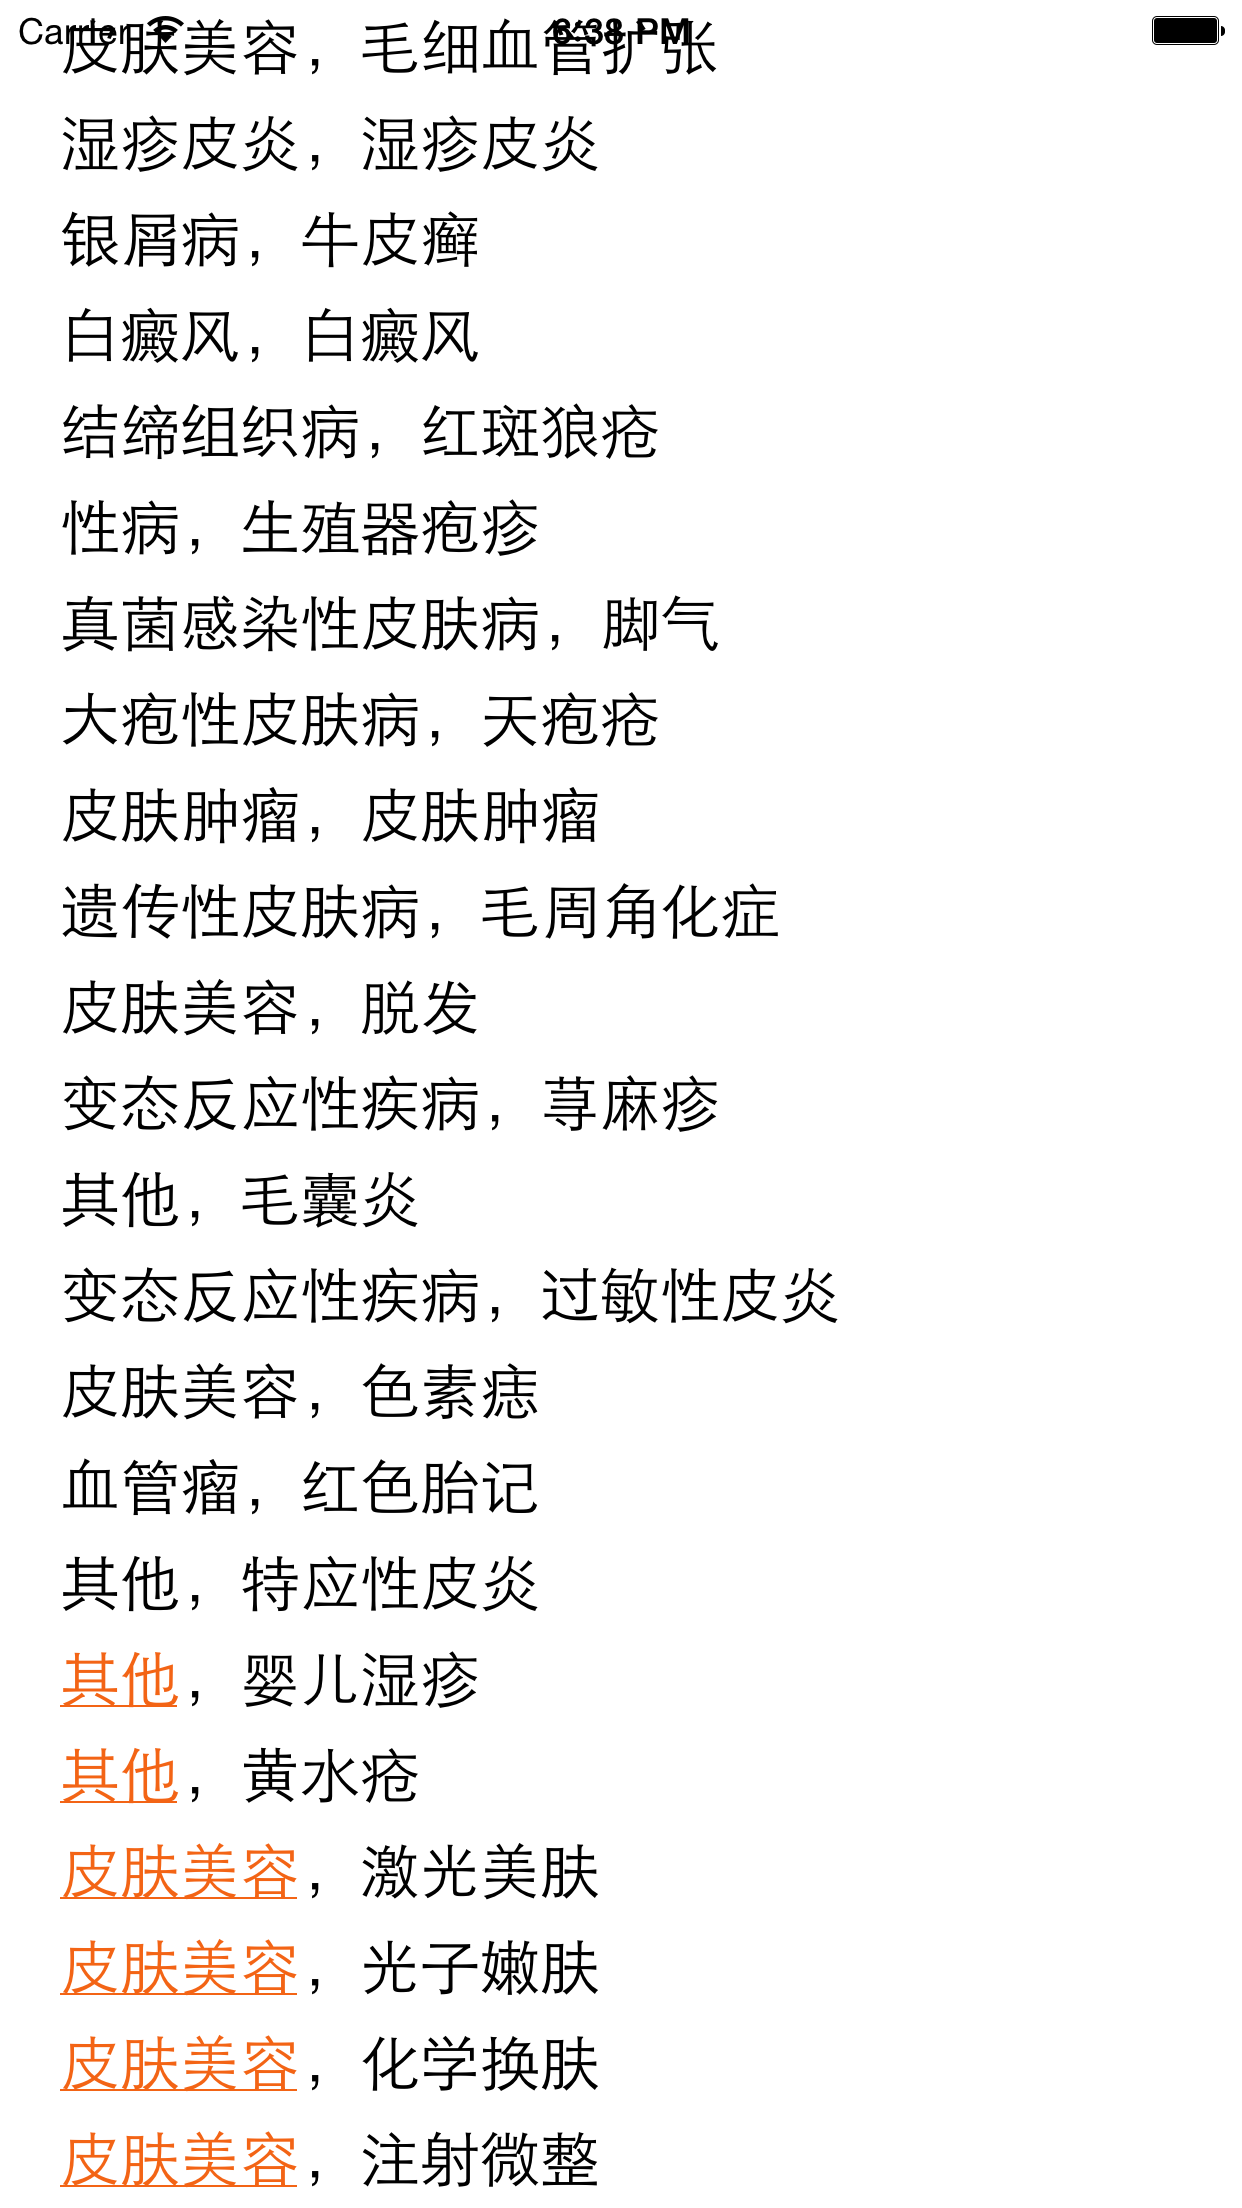 Carrier 6:38 PM
皮肤美容，毛细血管扩张
湿疹皮炎，湿疹皮炎
银屑病，牛皮癣
白癜风，白癜风
结缔组织病，红斑狼疮
性病，生殖器疱疹
真菌感染性皮肤病，脚气
大疱性皮肤病，天疱疮
皮肤肿瘤，皮肤肿瘤
遗传性皮肤病，毛周角化症
皮肤美容，脱发
变态反应性疾病，荨麻疹
其他，毛囊炎
变态反应性疾病，过敏性皮炎
皮肤美容，色素痣
血管瘤，红色胎记
其他，特应性皮炎
其他，婴儿湿疹
其他，黄水疮
皮肤美容，激光美肤
皮肤美容，光子嫩肤
皮肤美容，化学换肤
皮肤美容，注射微整